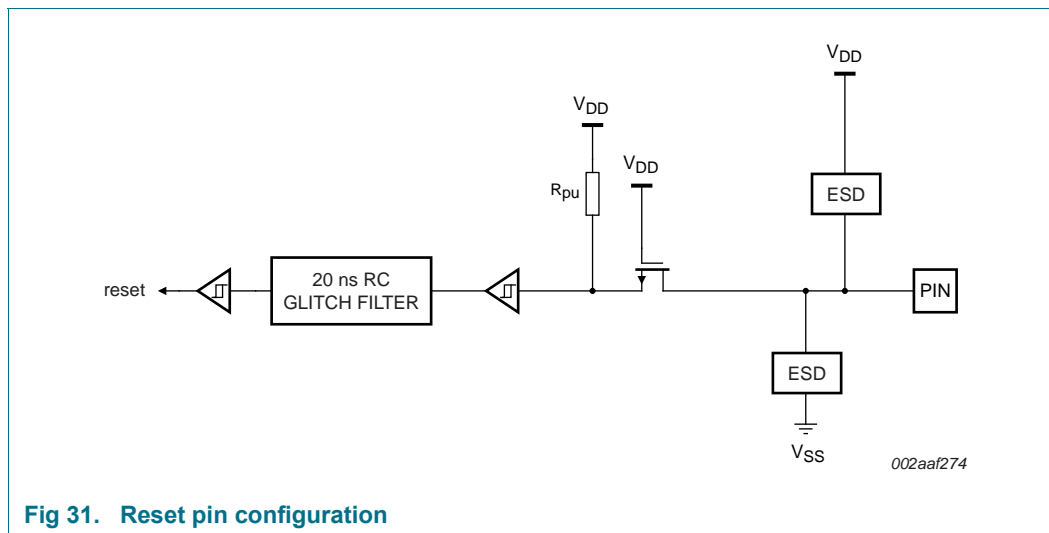 VDD
VDD
VDD
Rpu
ESD
reset
20 ns RC
GLITCH FILTER
PIN
ESD
VSS
002aaf274
Fig 31. Reset pin configuration